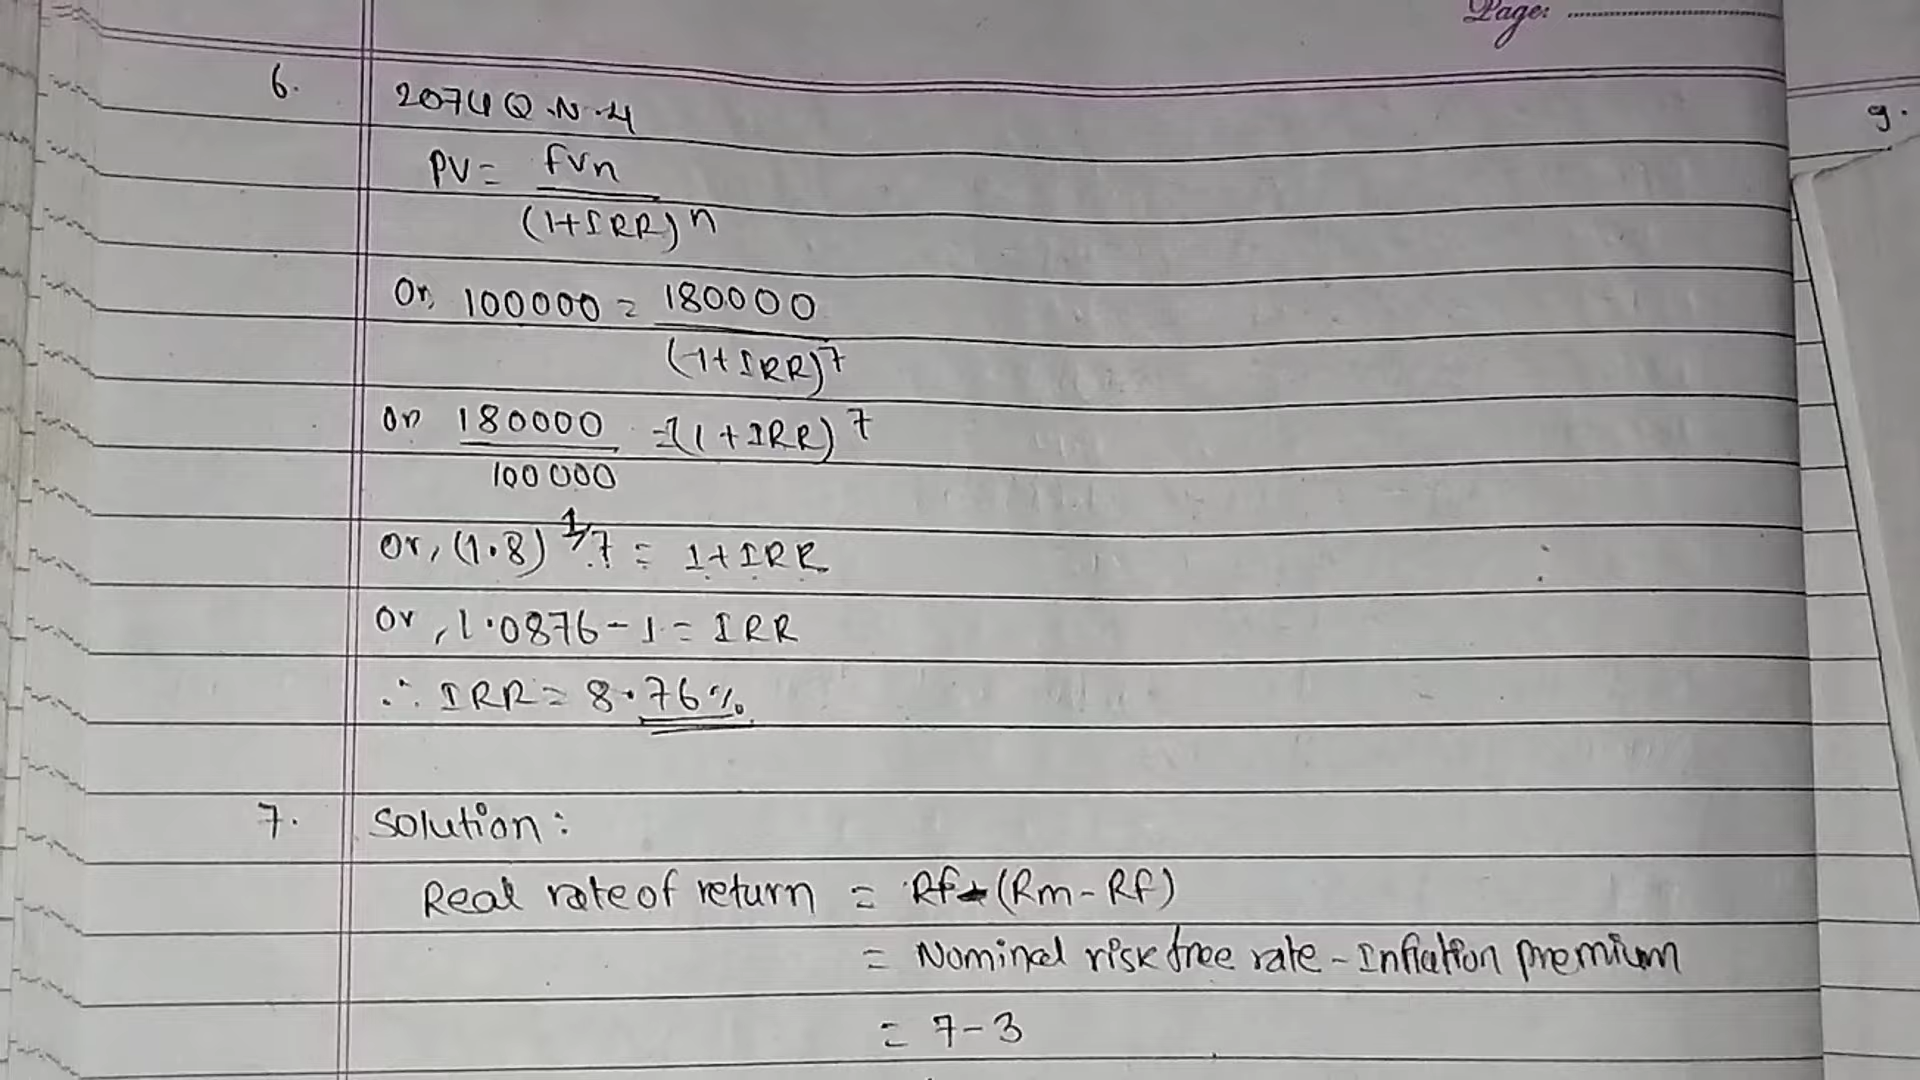 Page:
6.
2074 Q.N.4
PV = FVn
(1+IRR)n
Or, 100000 = 180000
(1+IRR)7
or 180000 = (1+IRR)7
100000
Or, (1.8) 1/7 = 1+IRR
Or, 1.0876-1 = IRR
∴ IRR = 8.76%
7. Solution:
Real rate of return = Rf-(Rm-Rf)
= Nominal risk free rate - Inflation premium
= 7-3
9.